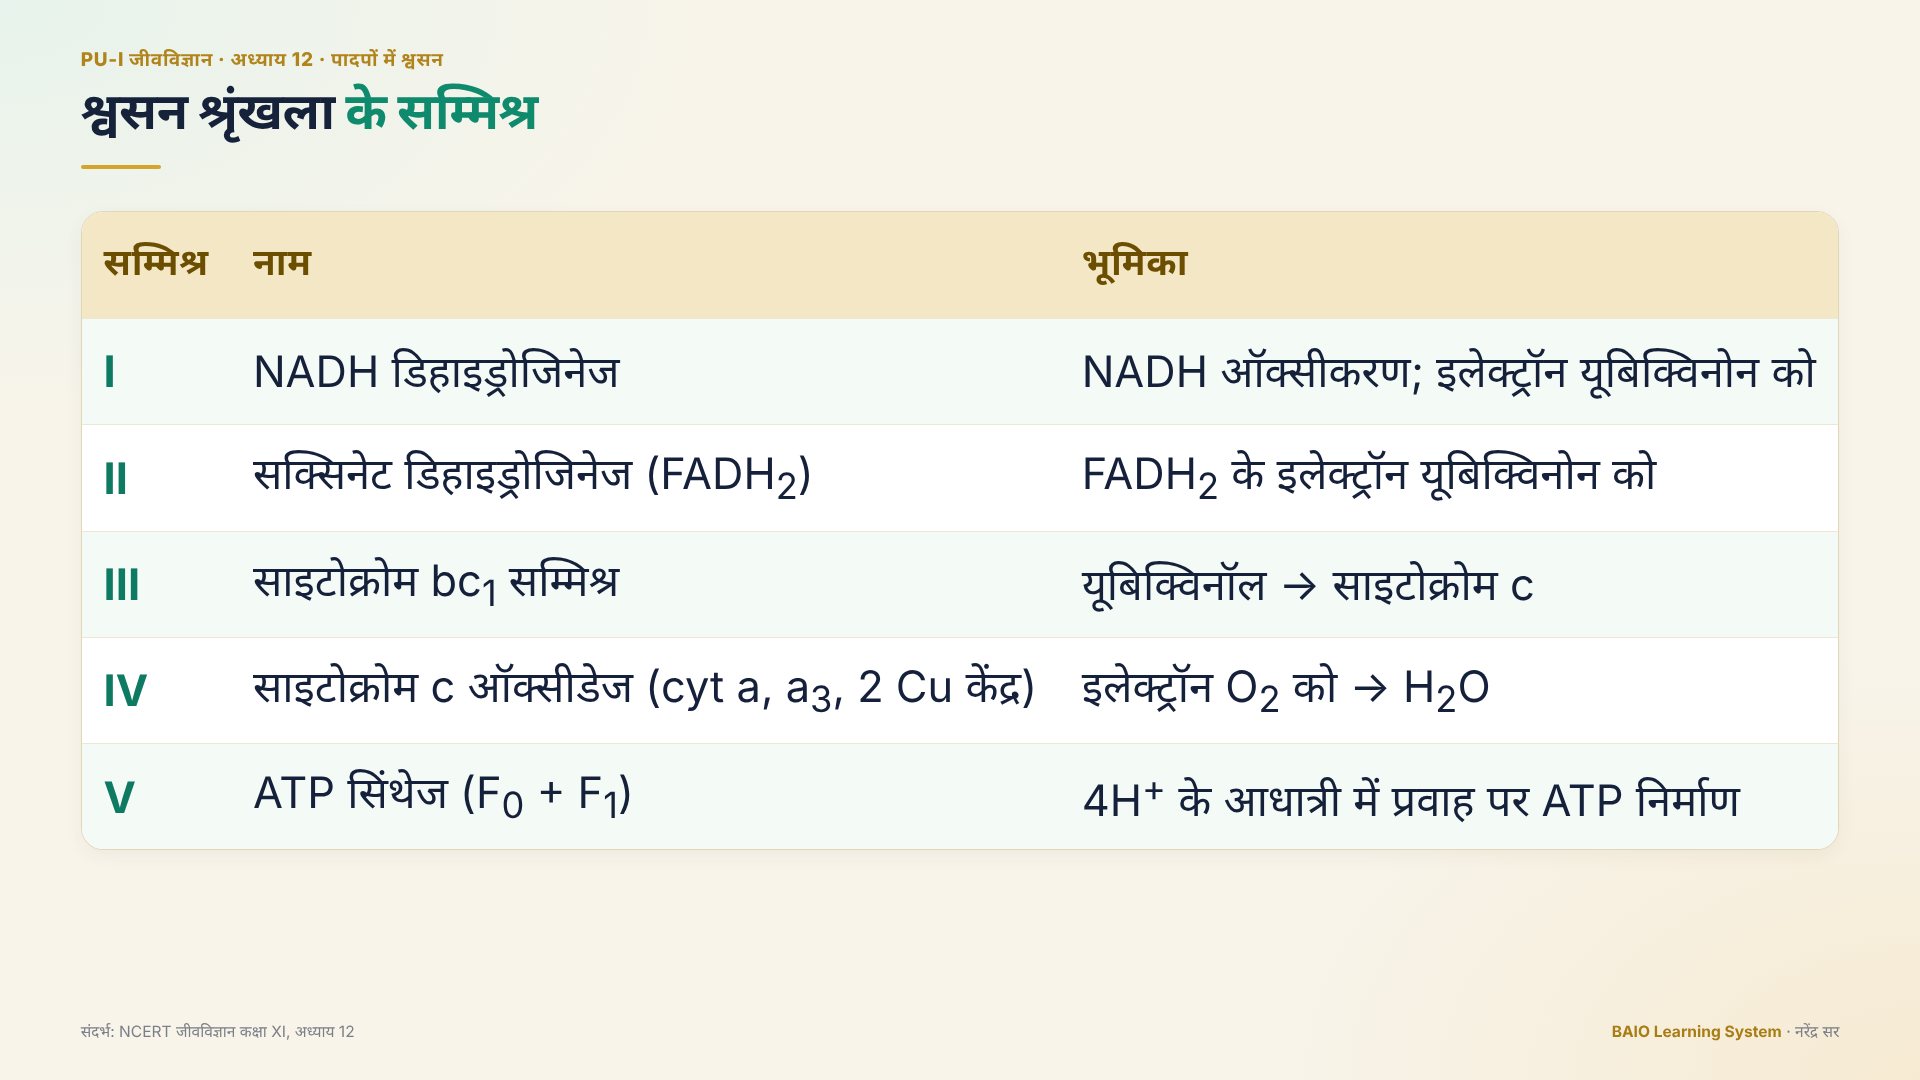 PU-I जीवविज्ञान · अध्याय 12 · पादपों में श्वसन
श्वसन श्रृंखला के सम्मिश्र
सम्मिश्र नाम भूमिका
I NADH डिहाइड्रोजिनेज NADH ऑक्सीकरण; इलेक्ट्रॉन यूबिक्विनोन को
II सक्सिनेट डिहाइड्रोजिनेज (FADH₂) FADH₂ के इलेक्ट्रॉन यूबिक्विनोन को
III साइटोक्रोम bc₁ सम्मिश्र यूबिक्विनॉल → साइटोक्रोम c
IV साइटोक्रोम c ऑक्सीडेज (cyt a, a₃, 2 Cu केंद्र) इलेक्ट्रॉन O₂ को → H₂O
V ATP सिंथेज (F₀ + F₁) 4H⁺ के आधात्री में प्रवाह पर ATP निर्माण
संदर्भ: NCERT जीवविज्ञान कक्षा XI, अध्याय 12
BAIO Learning System · नरेंद्र सर